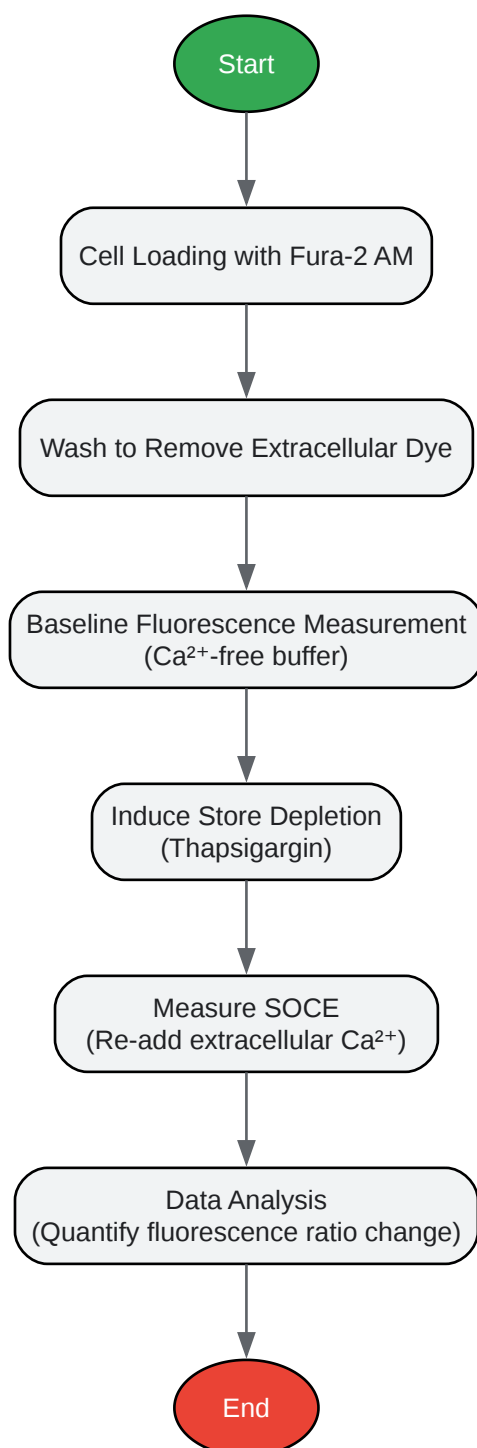 Start
Cell Loading with Fura-2 AM
Wash to Remove Extracellular Dye
Baseline Fluorescence Measurement
(Ca²⁺-free buffer)
Induce Store Depletion
(Thapsigargin)
Measure SOCE
(Re-add extracellular Ca²⁺)
Data Analysis
(Quantify fluorescence ratio change)
End